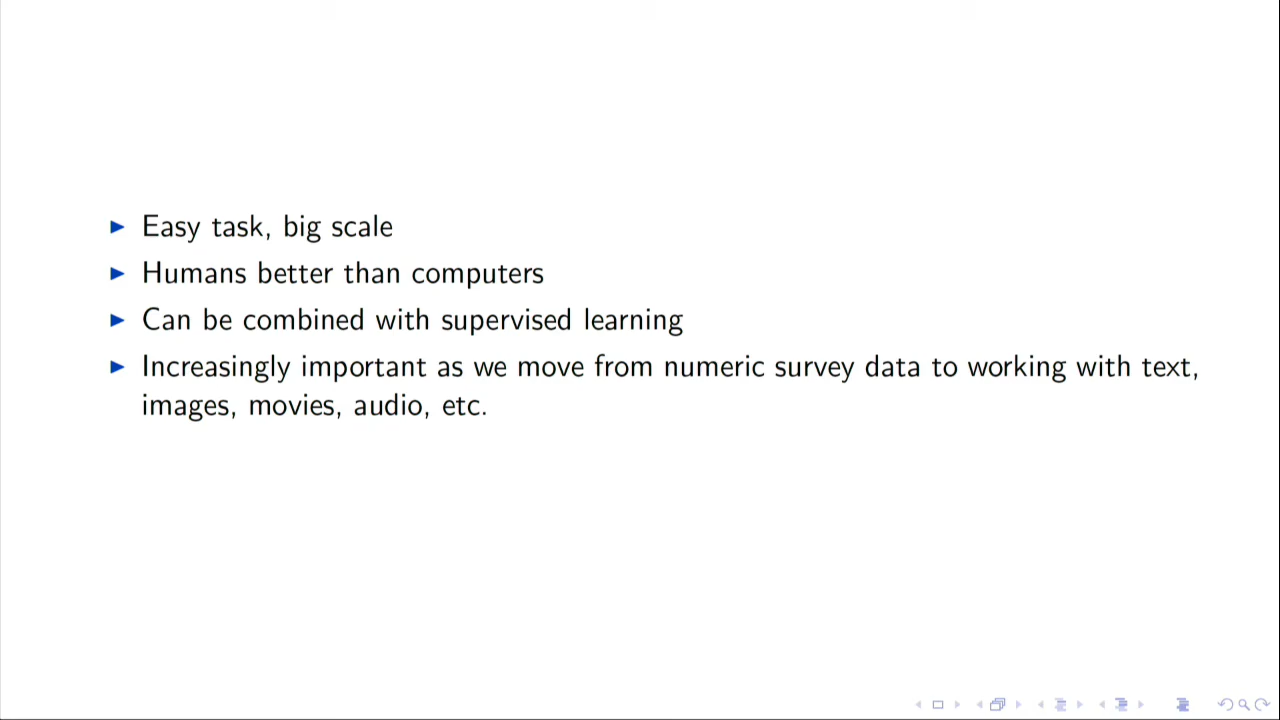 Easy task, big scale
Humans better than computers
Can be combined with supervised learning
Increasingly important as we move from numeric survey data to working with text,
images, movies, audio, etc.